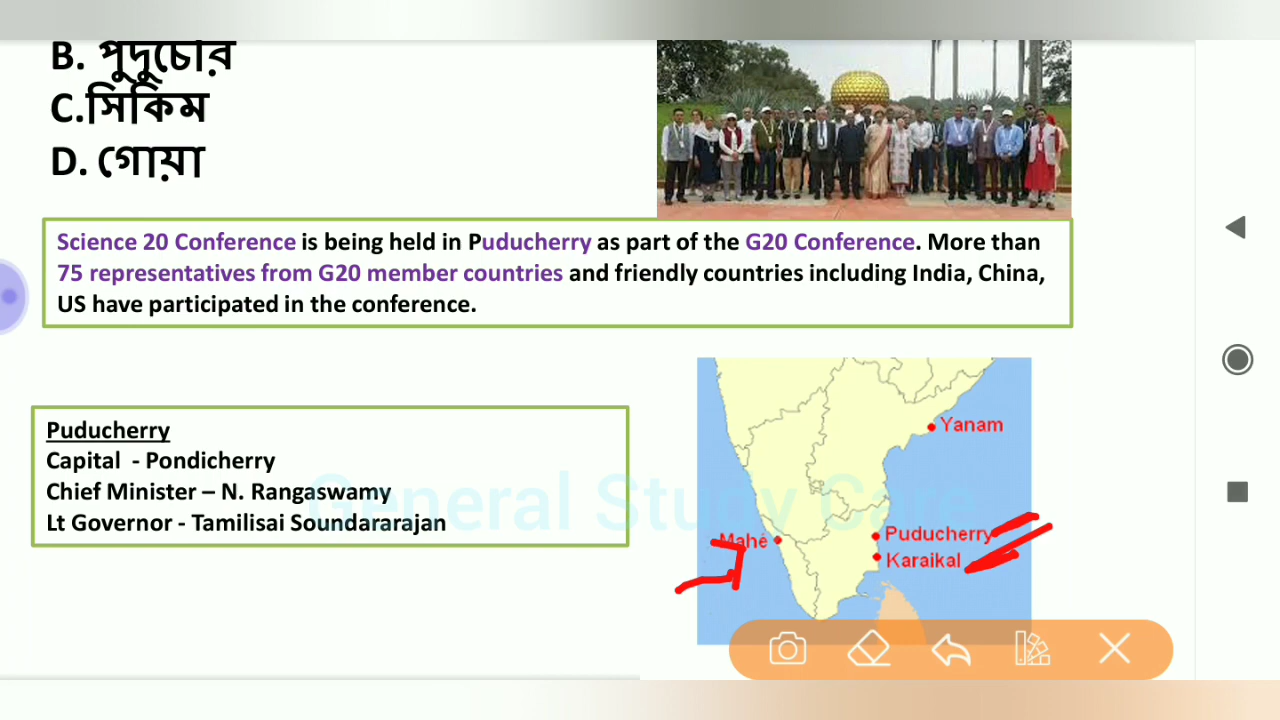 B. পুদুচেরি
C.সিকিম
D. গোয়া
Science 20 Conference is being held in Puducherry as part of the G20 Conference. More than
75 representatives from G20 member countries and friendly countries including India, China,
US have participated in the conference.
Puducherry
Capital - Pondicherry
Chief Minister – N. Rangaswamy
Lt Governor - Tamilisai Soundararajan
General Study Care
Yanam
Mahé
Puducherry
Karaikal